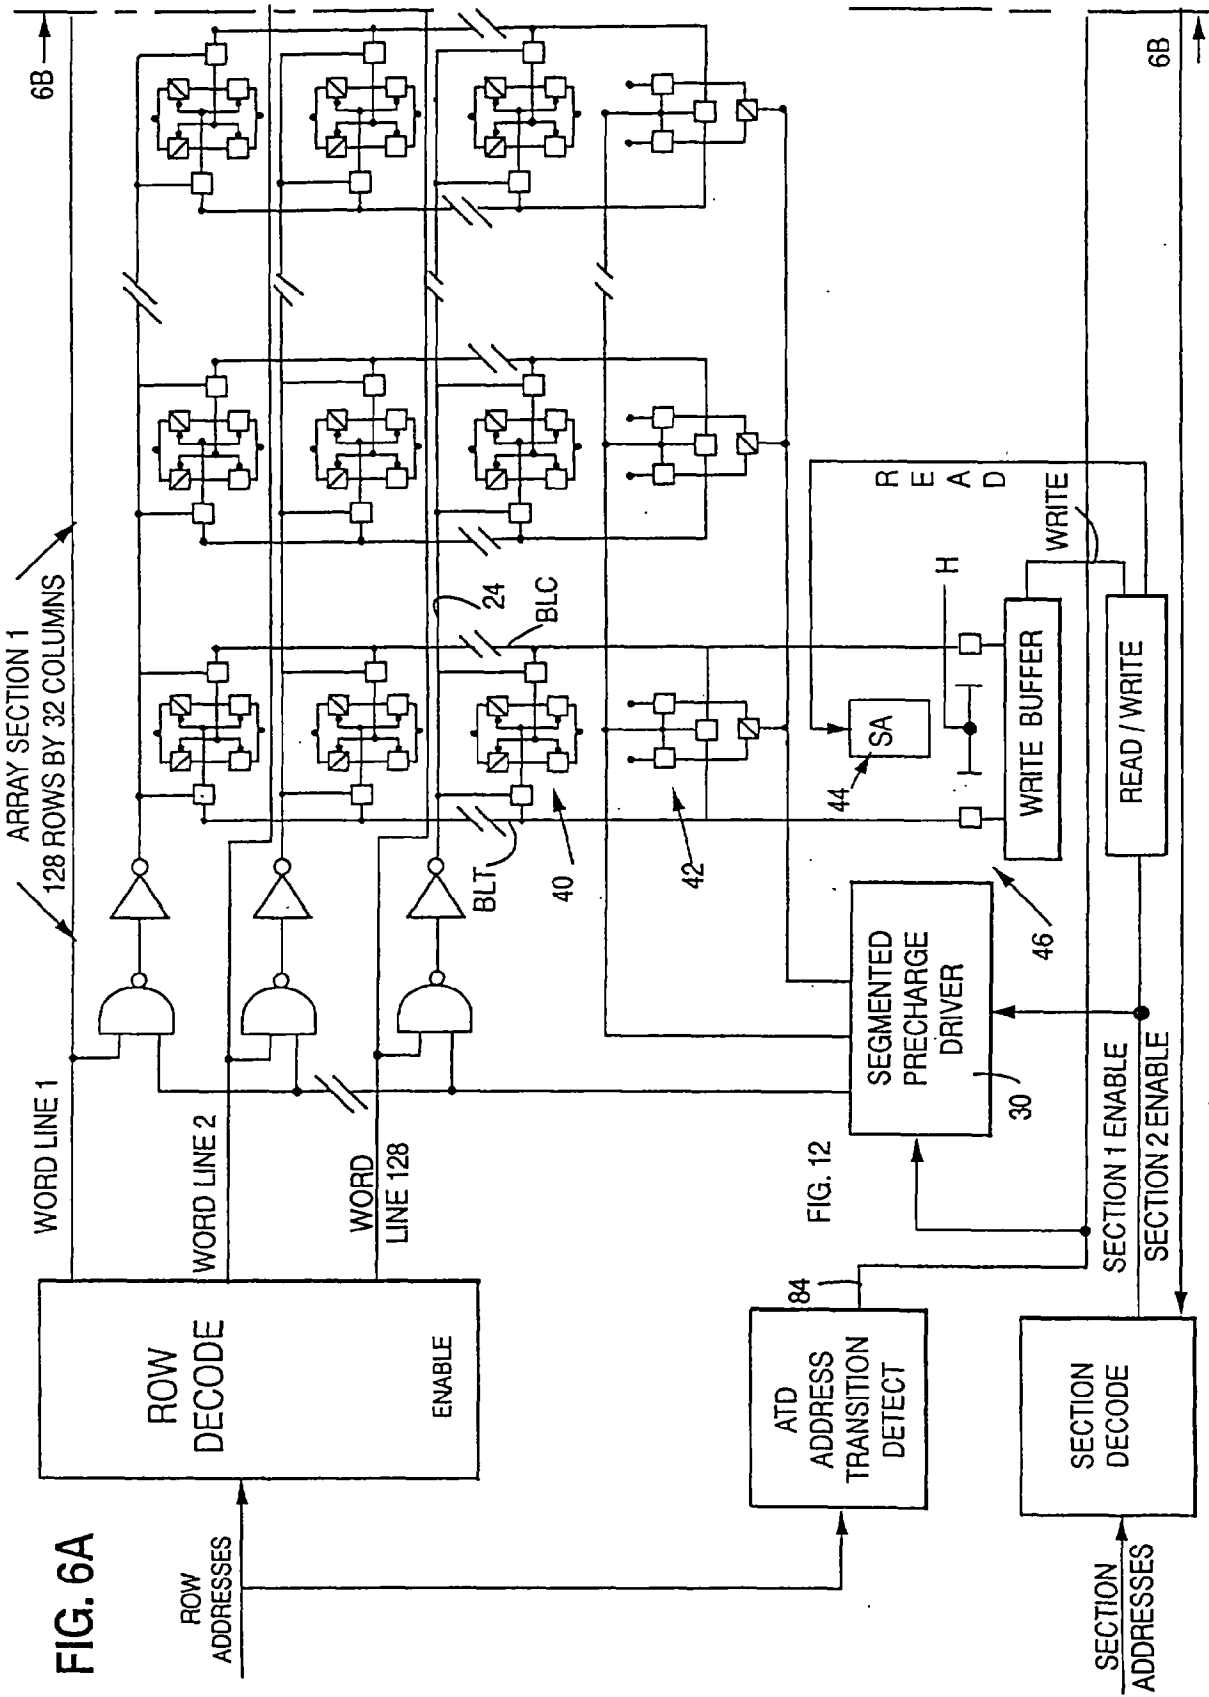 FIG. 6A
ARRAY SECTION 1
128 ROWS BY 32 COLUMNS
6B
WORD LINE 1
WORD LINE 2
WORD
LINE 128
ROW
DECODE
ENABLE
ROW
ADDRESSES
24
BLC
BLT
40
42
READ
44
SA
H
WRITE
WRITE BUFFER
46
READ / WRITE
SEGMENTED
PRECHARGE
DRIVER
30
FIG. 12
84
ATD
ADDRESS
TRANSITION
DETECT
SECTION 1 ENABLE
SECTION 2 ENABLE
SECTION
DECODE
SECTION
ADDRESSES
6B